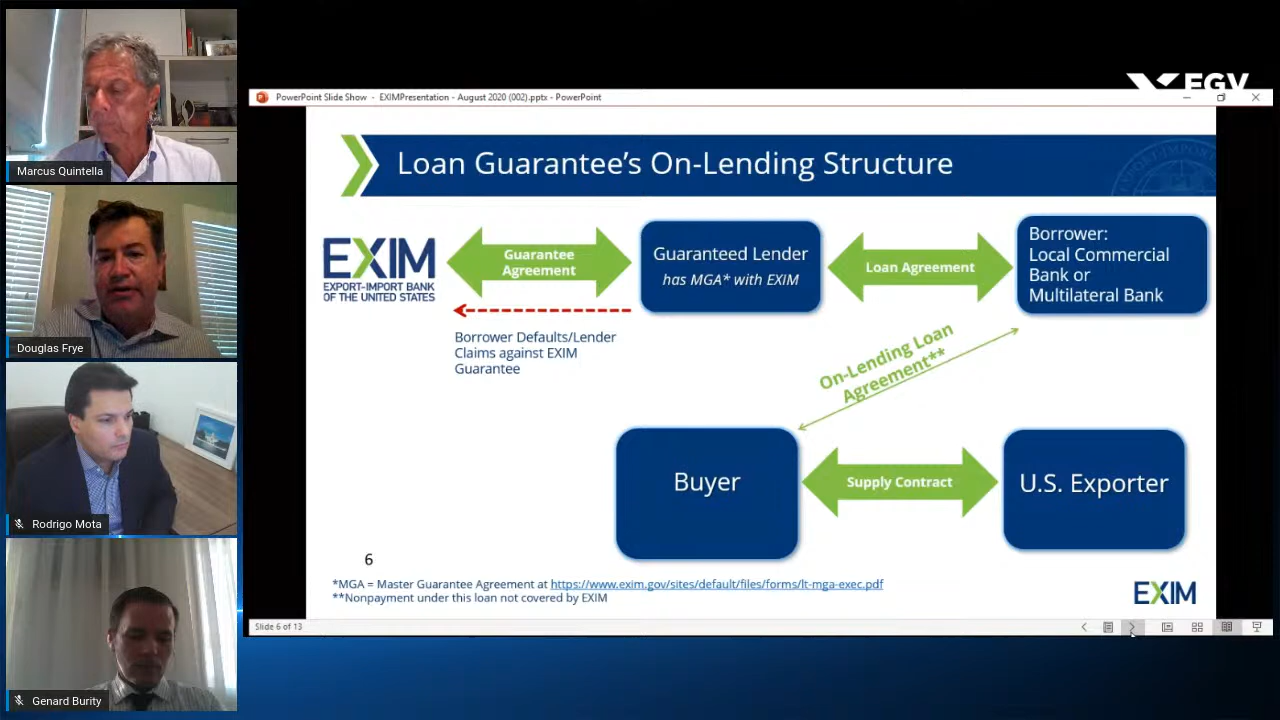 Marcus Quintella
Douglas Frye
Rodrigo Mota
Genard Burity
FGV
PowerPoint Slide Show - EXIMPresentation - August 2020 (002).pptx - PowerPoint
Loan Guarantee's On-Lending Structure
EXIM
EXPORT-IMPORT BANK
OF THE UNITED STATES
Guarantee
Agreement
Guaranteed Lender
has MGA* with EXIM
Loan Agreement
Borrower:
Local Commercial
Bank or
Multilateral Bank
Borrower Defaults/Lender
Claims against EXIM
Guarantee
On-Lending Loan
Agreement**
Buyer
Supply Contract
U.S. Exporter
6
*MGA = Master Guarantee Agreement at https://www.exim.gov/sites/default/files/forms/lt-mga-exec.pdf
**Nonpayment under this loan not covered by EXIM
EXIM
Slide 6 of 13